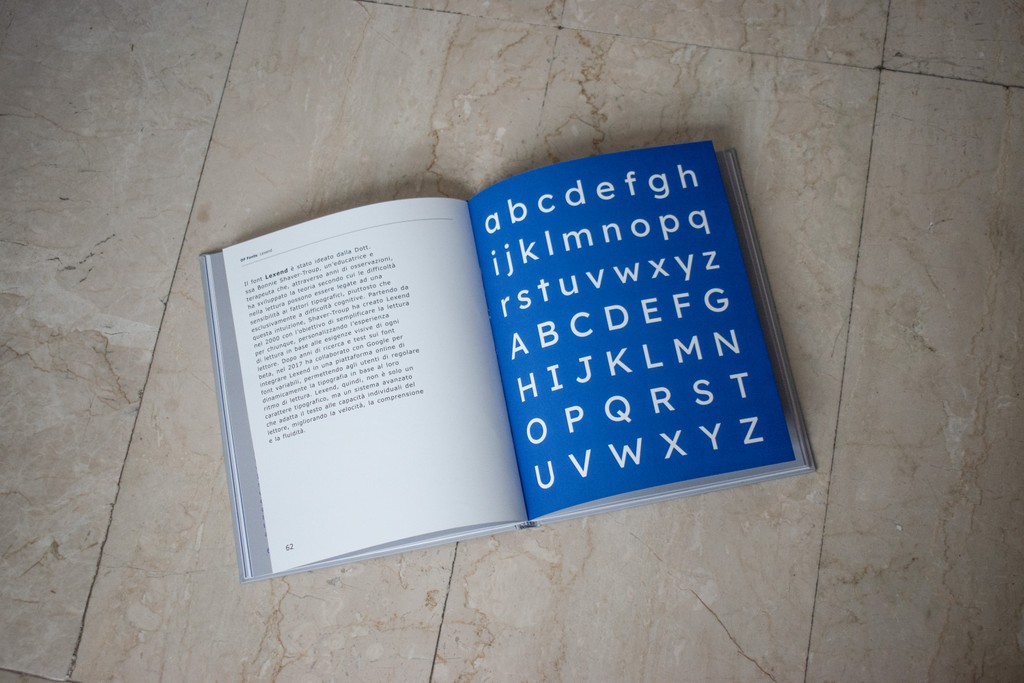 DF Fonts Lexend
Il font Lexend è stato ideato dalla Dott.
ssa Bonnie Shaver-Troup, un'educatrice e
terapeuta che, attraverso anni di osservazioni,
ha sviluppato la teoria secondo cui le difficoltà
nella lettura possono essere legate ad una
sensibilità ai fattori tipografici, piuttosto che
esclusivamente a difficoltà cognitive. Partendo da
questa intuizione, Shaver-Troup ha creato Lexend
nel 2000 con l'obiettivo di semplificare la lettura
per chiunque, personalizzando l'esperienza
di lettura in base alle esigenze visive di ogni
lettore. Dopo anni di ricerca e test sui font
beta, nel 2017 ha collaborato con Google per
integrare Lexend in una piattaforma online di
font variabili, permettendo agli utenti di regolare
dinamicamente la tipografia in base al loro
ritmo di lettura. Lexend, quindi, non è solo un
carattere tipografico, ma un sistema avanzato
che adatta il testo alle capacità individuali del
lettore, migliorando la velocità, la comprensione
e la fluidità.
62
abcdefgh
ijklmnopq
rstuvwxyz
ABCDEFG
HIJKLMN
OPQRST
UVWXYZ